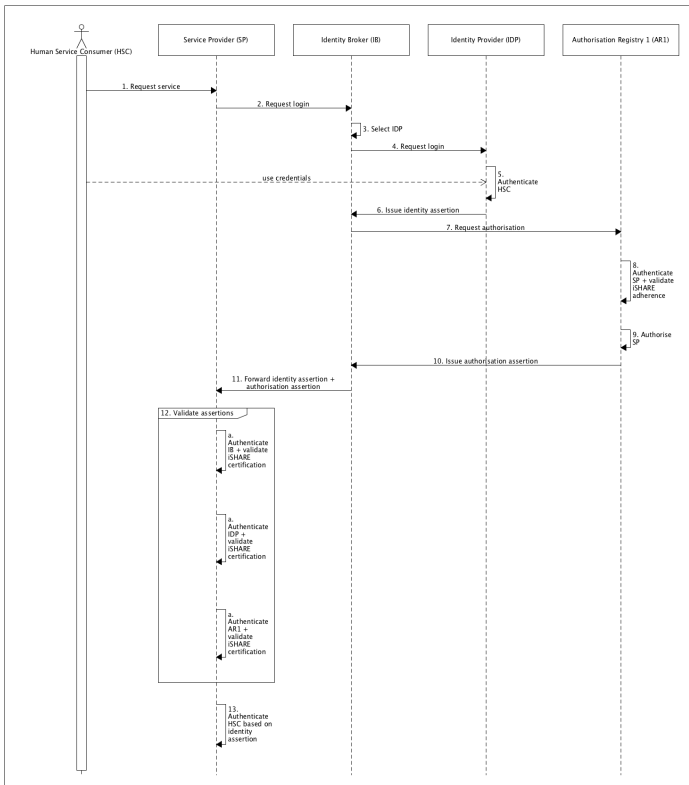 Human Service Consumer (HSC)
Service Provider (SP)
Identity Broker (IB)
Identity Provider (IDP)
Authorisation Registry 1 (AR1)
1. Request service
2. Request login
3. Select IDP
4. Request login
5.
Authenticate
HSC
use credentials
6. Issue identity assertion
7. Request authorisation
8.
Authenticate
SP + validate
iSHARE
adherence
9. Authorise
SP
10. Issue authorisation assertion
11. Forward identity assertion +
authorisation assertion
12. Validate assertions
a.
Authenticate
IB + validate
iSHARE
certification
a.
Authenticate
IDP +
validate
iSHARE
certification
a.
Authenticate
AR1 +
validate
iSHARE
certification
13.
Authenticate
HSC based on
identity
assertion